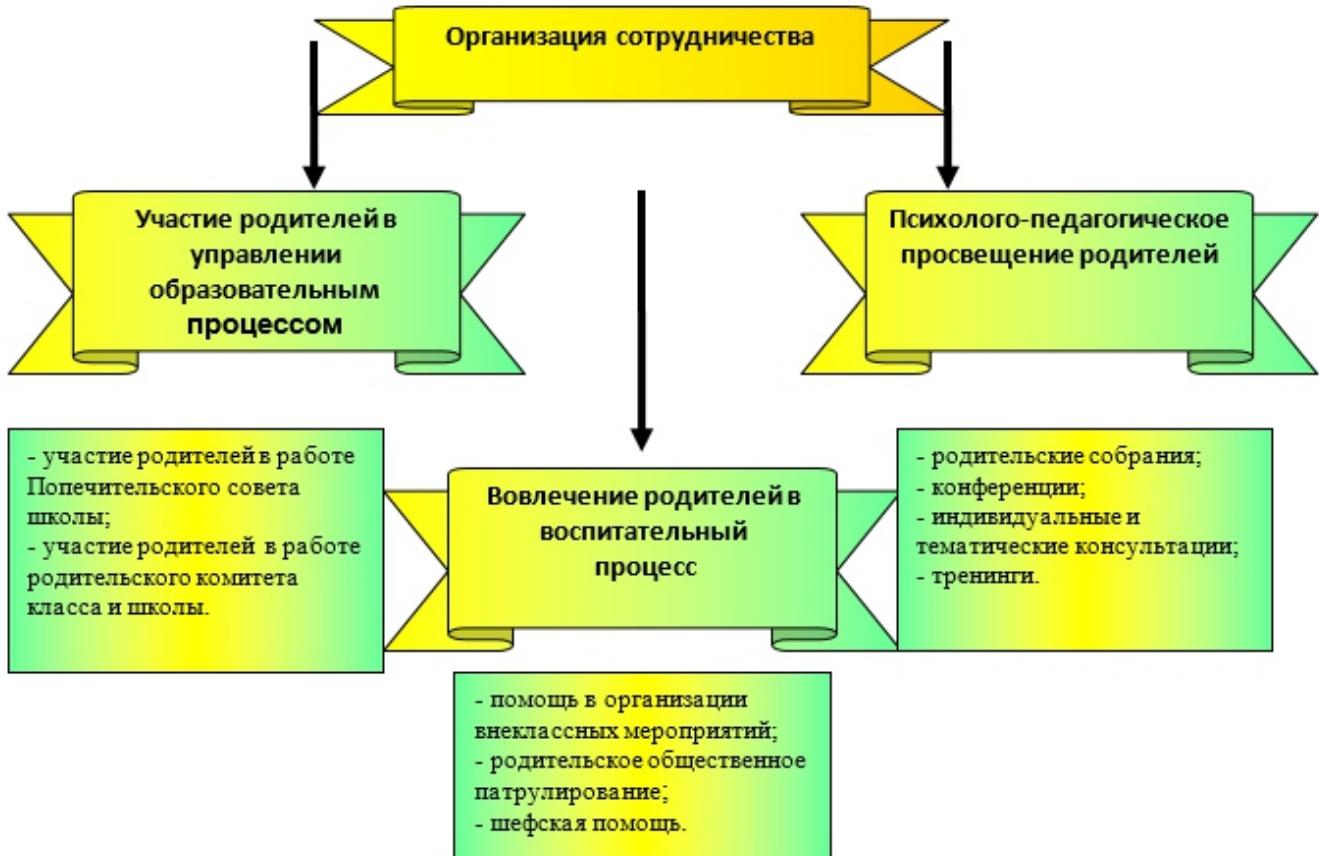 Организация сотрудничества
Участие родителей в
управлении
образовательным
процессом
Психолого-педагогическое
просвещение родителей
- участие родителей в работе
Попечительского совета
школы;
- участие родителей в работе
родительского комитета
класса и школы.
Вовлечение родителей в
воспитательный
процесс
- родительские собрания;
- конференции;
- индивидуальные и
тематические консультации;
- тренинги.
- помощь в организации
внеклассных мероприятий;
- родительское общественное
патрулирование;
- шефская помощь.